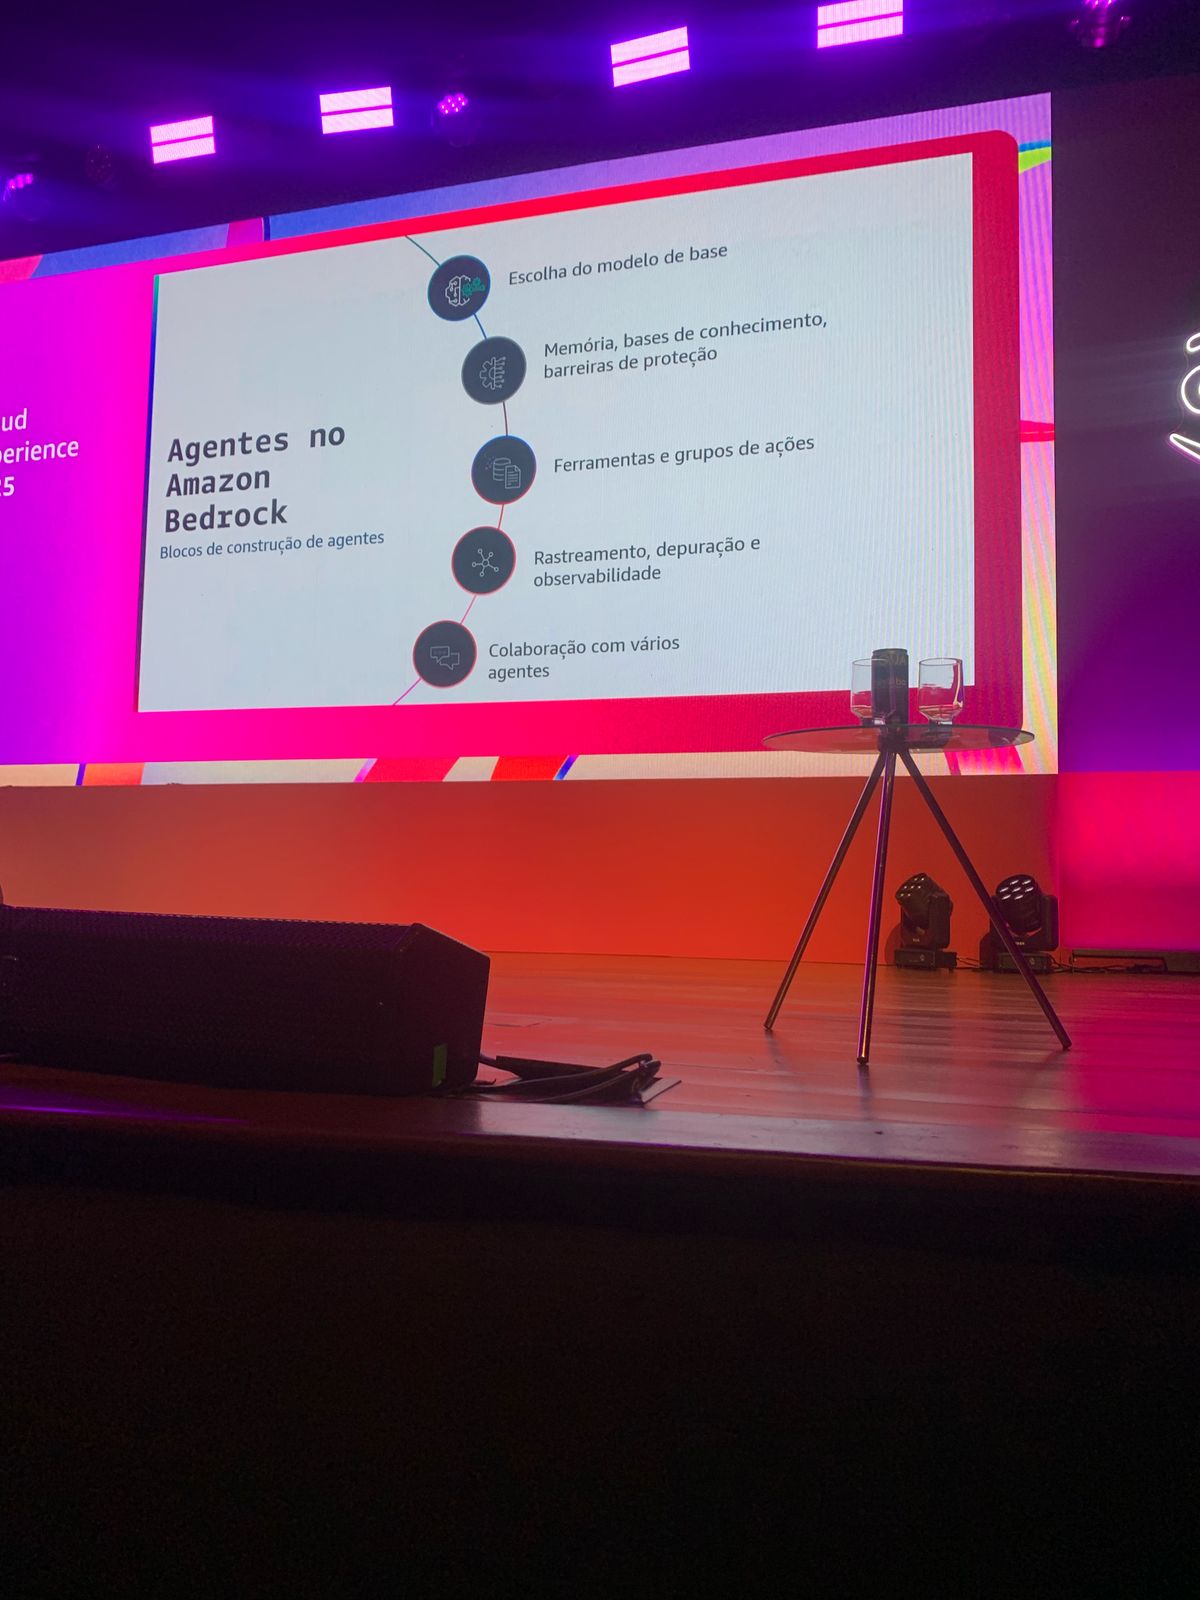 ud
erience
25
Agentes no
Amazon
Bedrock
Blocos de construção de agentes
Escolha do modelo de base
Memória, bases de conhecimento,
barreiras de proteção
Ferramentas e grupos de ações
Rastreamento, depuração e
observabilidade
Colaboração com vários
agentes